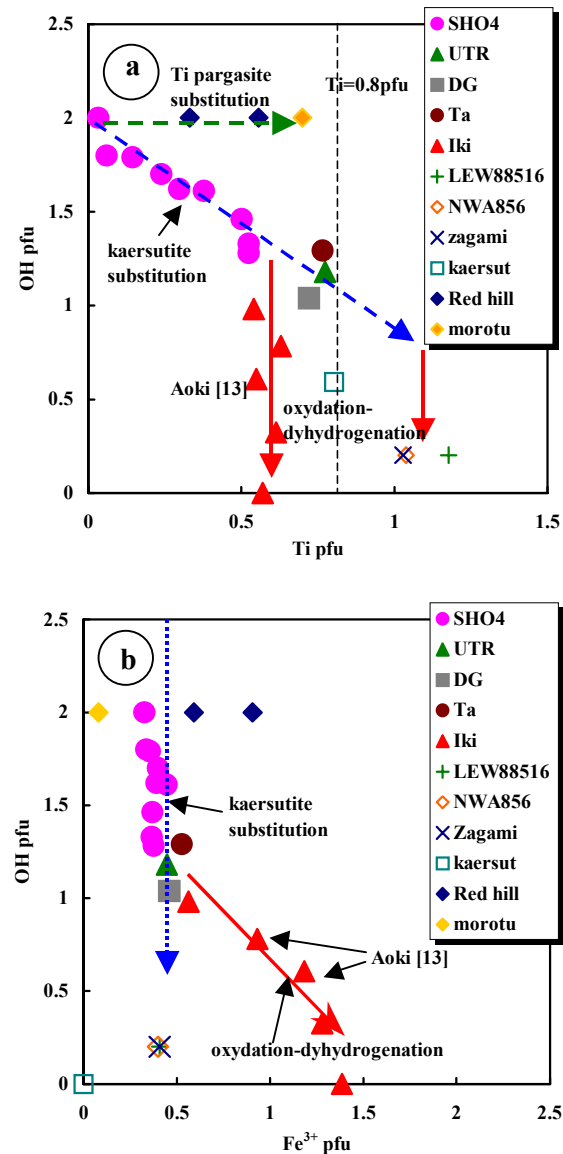 2.5
2
1.5
1
0.5
0
OH pfu
a
Ti pargasite
substitution
Ti=0.8pfu
kaersutite
substitution
Aoki [13]
oxydation-
dyhydrogenation
0
0.5
1
1.5
Ti pfu
SHO4
UTR
DG
Ta
Iki
LEW88516
NWA856
zagami
kaersut
Red hill
morotu
2.5
2
1.5
1
0.5
0
OH pfu
b
kaersutite
substitution
Aoki [13]
oxydation-dyhydrogenation
0
0.5
1
1.5
2
2.5
Fe³⁺ pfu
SHO4
UTR
DG
Ta
Iki
LEW88516
NWA856
Zagami
kaersut
Red hill
morotu